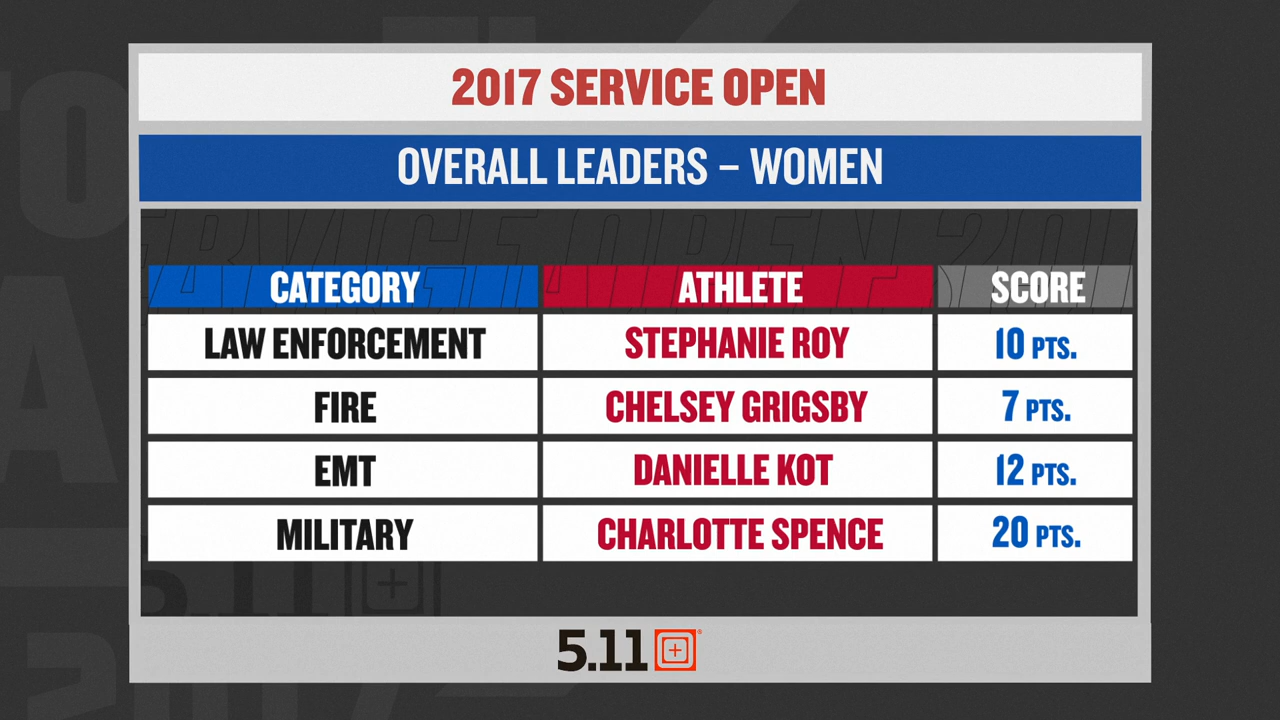 2017 SERVICE OPEN
OVERALL LEADERS – WOMEN
CATEGORY ATHLETE SCORE
LAW ENFORCEMENT STEPHANIE ROY 10 PTS.
FIRE CHELSEY GRIGSBY 7 PTS.
EMT DANIELLE KOT 12 PTS.
MILITARY CHARLOTTE SPENCE 20 PTS.
5.11